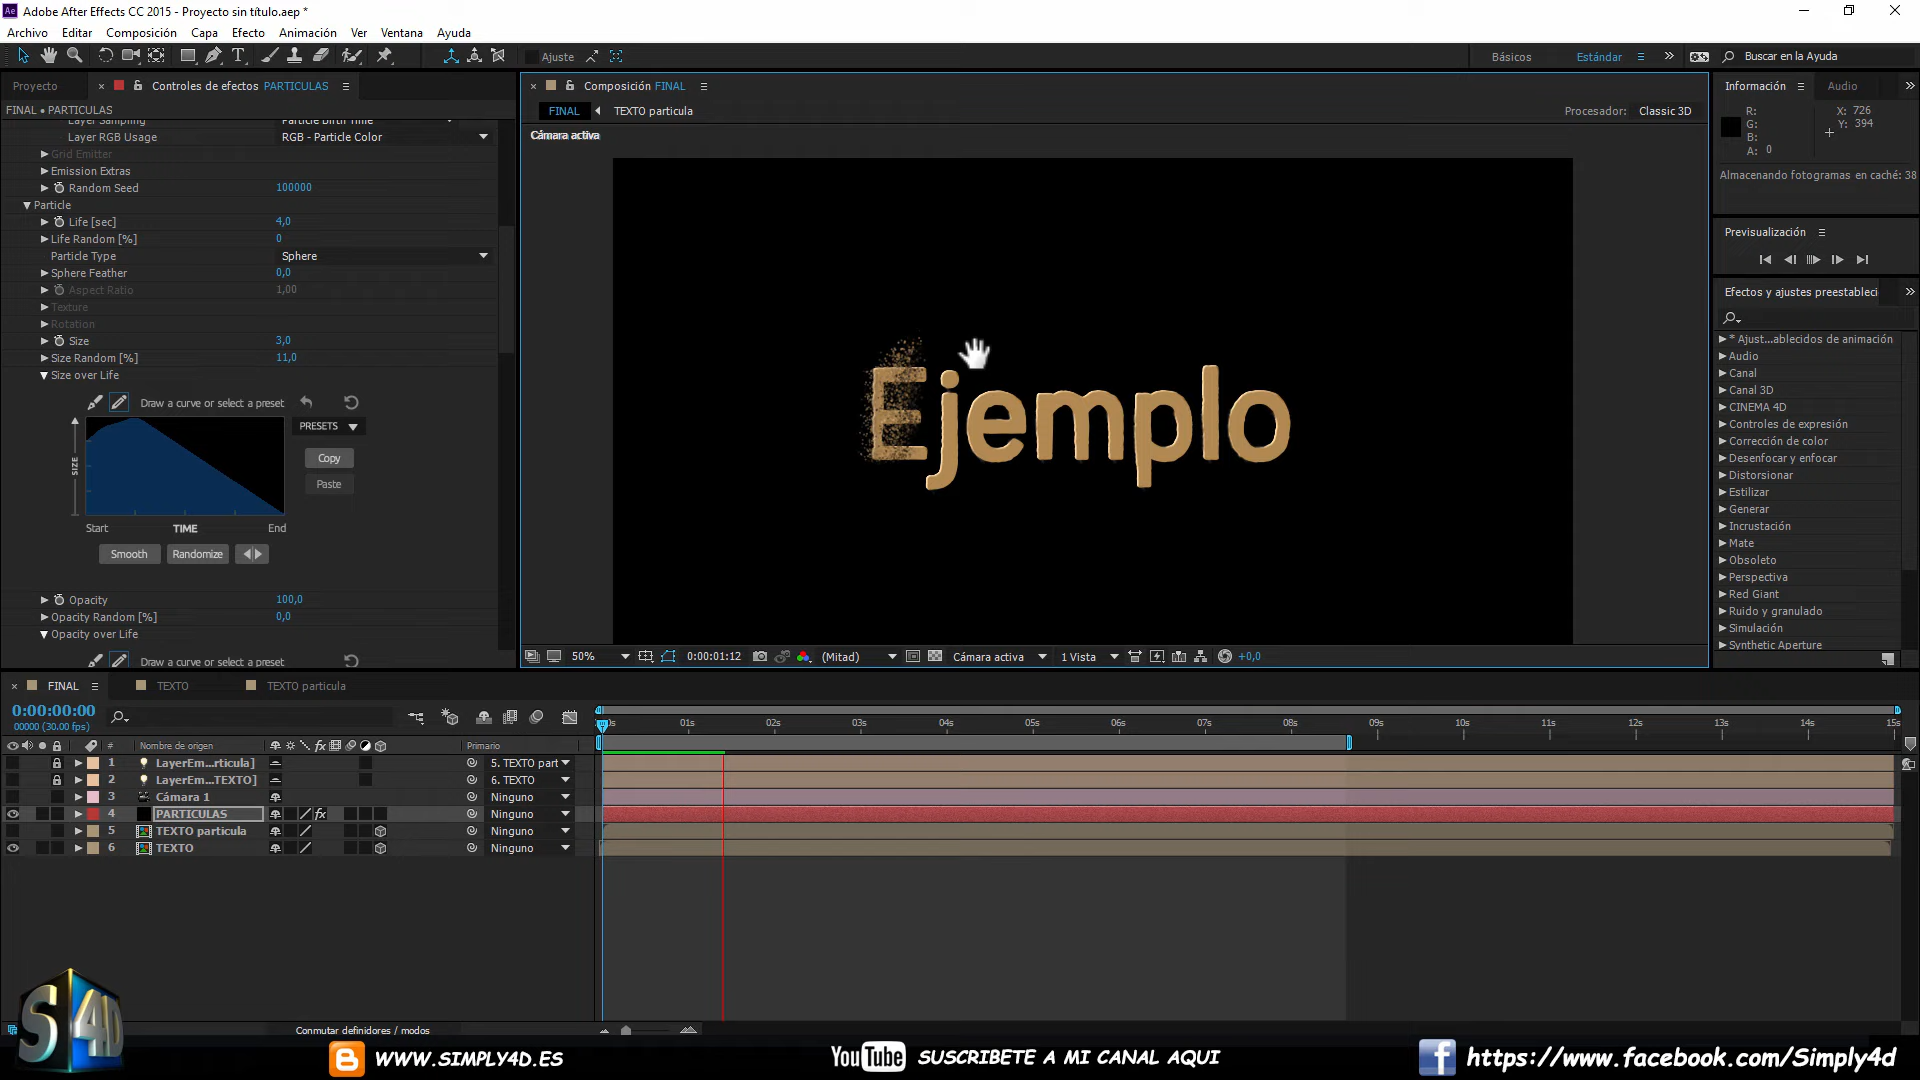 Adobe After Effects CC 2015 - Proyecto sin título.aep *
Archivo Editar Composición Capa Efecto Animación Ver Ventana Ayuda
Ajuste Básicos Estándar Buscar en la Ayuda
Proyecto Controles de efectos PARTICULAS
FINAL • PARTICULAS
Layer Sampling Particle Birth Time
Layer RGB Usage RGB - Particle Color
Grid Emitter
Emission Extras
Random Seed 100000
Particle
Life [sec] 4,0
Life Random [%] 0
Particle Type Sphere
Sphere Feather 0,0
Aspect Ratio 1,00
Texture
Rotation
Size 3,0
Size Random [%] 11,0
Size over Life
Draw a curve or select a preset
PRESETS
Copy
Paste
SIZE
Start TIME End
Smooth Randomize
Opacity 100,0
Opacity Random [%] 0,0
Opacity over Life
Draw a curve or select a preset
Composición FINAL
FINAL TEXTO particula
Procesador: Classic 3D
Cámara activa
Ejemplo
50% 0:00:01:12 (Mitad) Cámara activa 1 Vista +0,0
Información Audio
R: X: 726
G: Y: 394
B:
A: 0
Almacenando fotogramas en caché: 38
Previsualización
Efectos y ajustes preestableci
* Ajust...ablecidos de animación
Audio
Canal
Canal 3D
CINEMA 4D
Controles de expresión
Corrección de color
Desenfocar y enfocar
Distorsionar
Estilizar
Generar
Incrustación
Mate
Obsoleto
Perspectiva
Red Giant
Ruido y granulado
Simulación
Synthetic Aperture
FINAL TEXTO TEXTO particula
0:00:00:00
00000 (30.00 fps)
01s 02s 03s 04s 05s 06s 07s 08s 09s 10s 11s 12s 13s 14s 15s
# Nombre de origen fx Primario
1 LayerEm...rticula] 5. TEXTO part
2 LayerEm...TEXTO] 6. TEXTO
3 Cámara 1 Ninguno
4 PARTICULAS fx Ninguno
5 TEXTO particula Ninguno
6 TEXTO Ninguno
Conmutar definidores / modos
S4D
WWW.SIMPLY4D.ES YouTube SUSCRIBETE A MI CANAL AQUI https://www.facebook.com/Simply4d